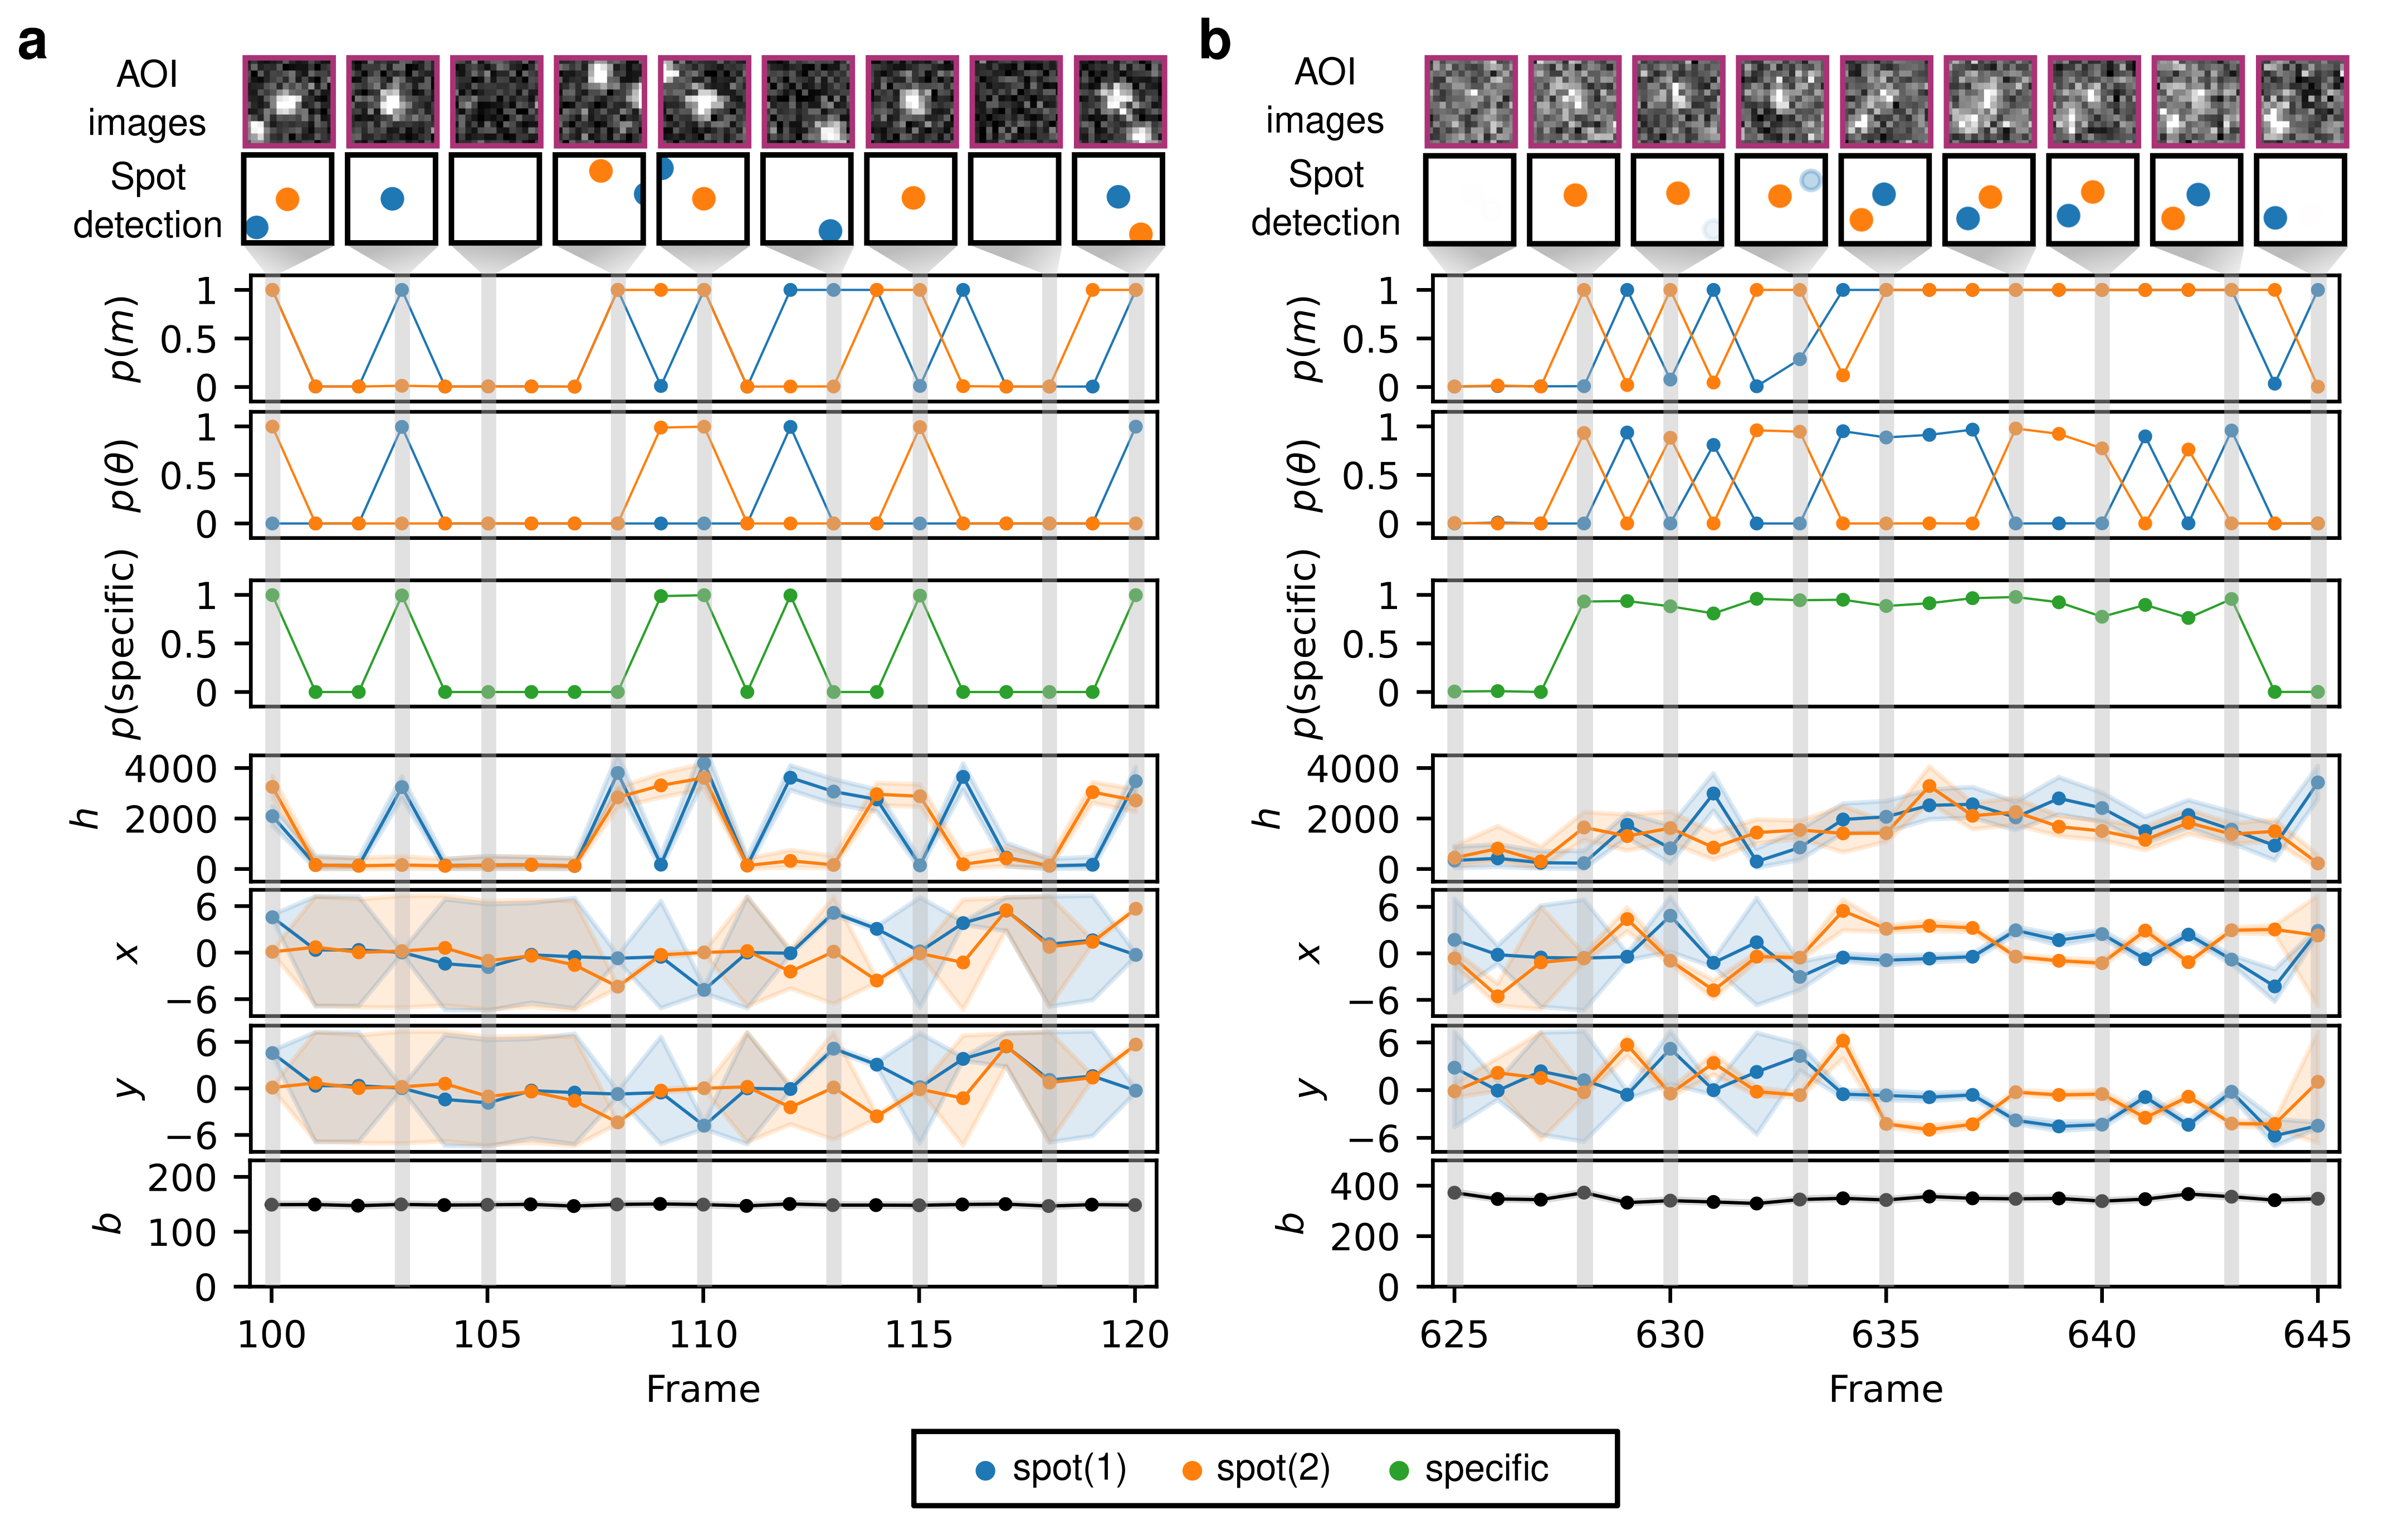 a
AOI
images
Spot
detection
p(m)
1
0.5
0
p(θ)
1
0.5
0
p(specific)
1
0.5
0
h
4000
2000
0
x
6
0
−6
y
6
0
−6
b
200
100
0
100
105
110
115
120
Frame
b
AOI
images
Spot
detection
p(m)
1
0.5
0
p(θ)
1
0.5
0
p(specific)
1
0.5
0
h
4000
2000
0
x
6
0
−6
y
6
0
−6
b
400
200
0
625
630
635
640
645
Frame
spot(1)
spot(2)
specific